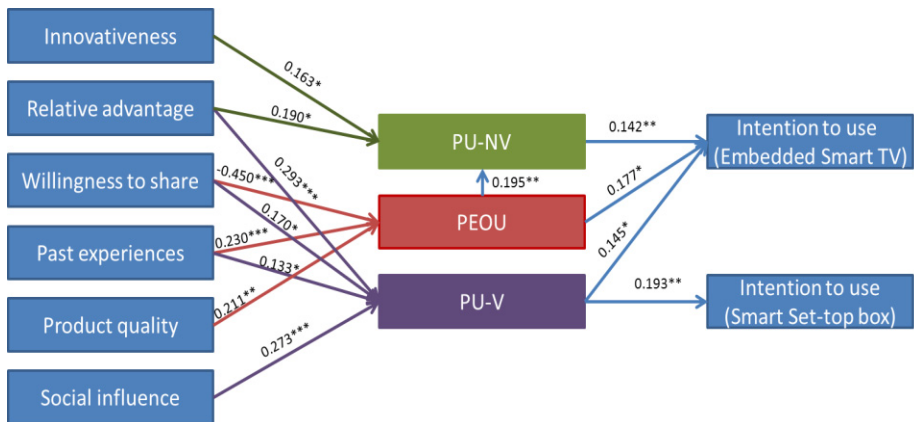 Innovativeness
Relative advantage
Willingness to share
Past experiences
Product quality
Social influence
0.163*
0.190*
-0.450***
0.293***
0.170*
0.230***
0.133*
0.211**
0.273***
PU-NV
0.195**
PEOU
PU-V
0.142**
0.177*
0.145*
0.193**
Intention to use
(Embedded Smart TV)
Intention to use
(Smart Set-top box)